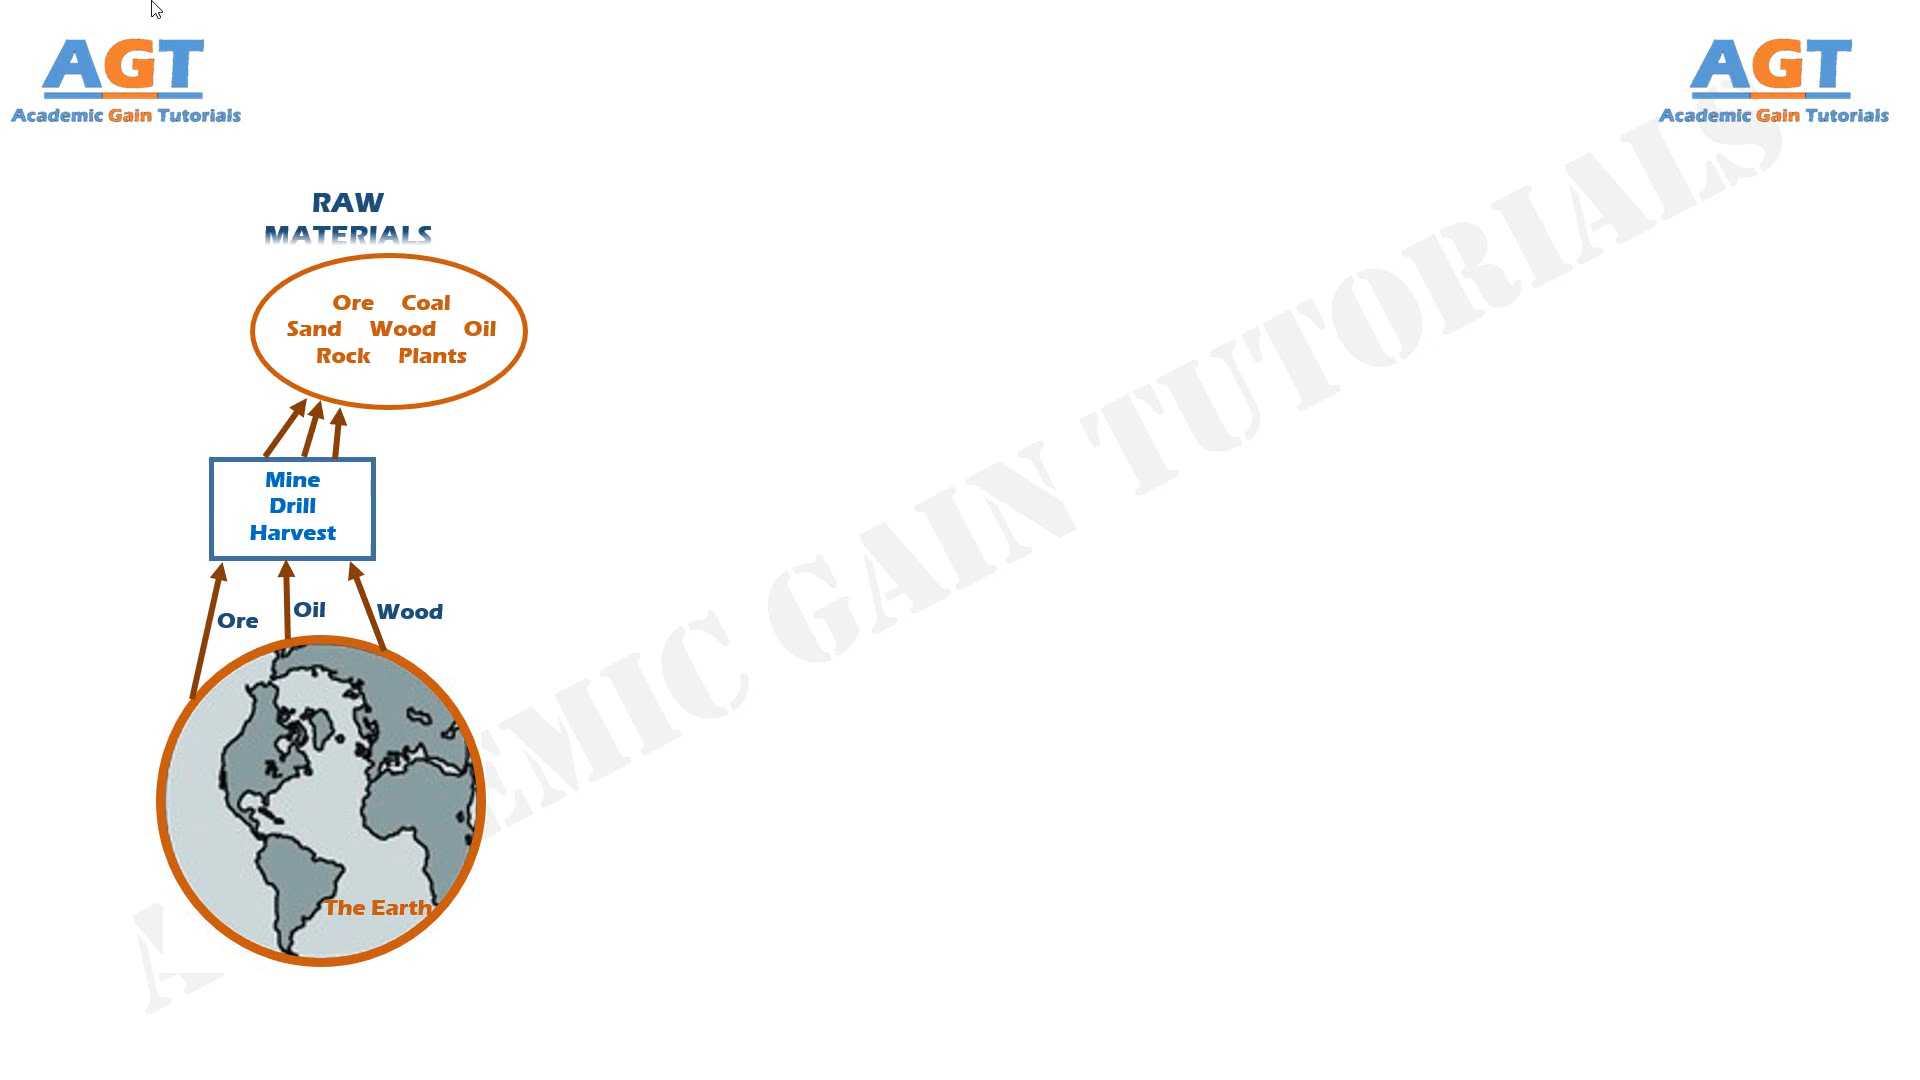 AGT
Academic Gain Tutorials
AGT
Academic Gain Tutorials
RAW
MATERIALS
Ore Coal
Sand Wood Oil
Rock Plants
Mine
Drill
Harvest
Ore
Oil
Wood
The Earth
ACADEMIC GAIN TUTORIALS